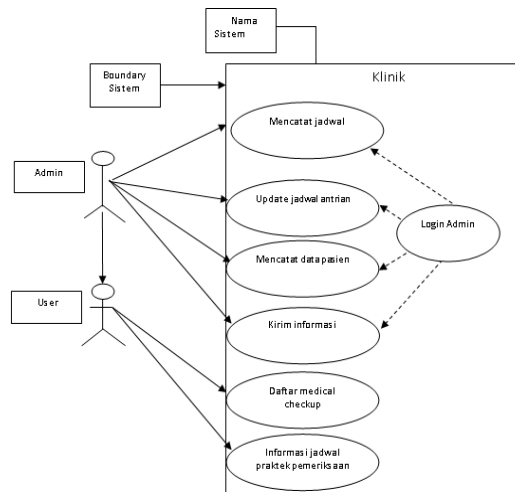 Nama
Sistem
Boundary
Sistem
Klinik
Mencatat jadwal
Admin
Update jadwal antrian
Login Admin
Mencatat data pasien
User
Kirim informasi
Daftar medical
checkup
Informasi jadwal
praktek pemeriksaan